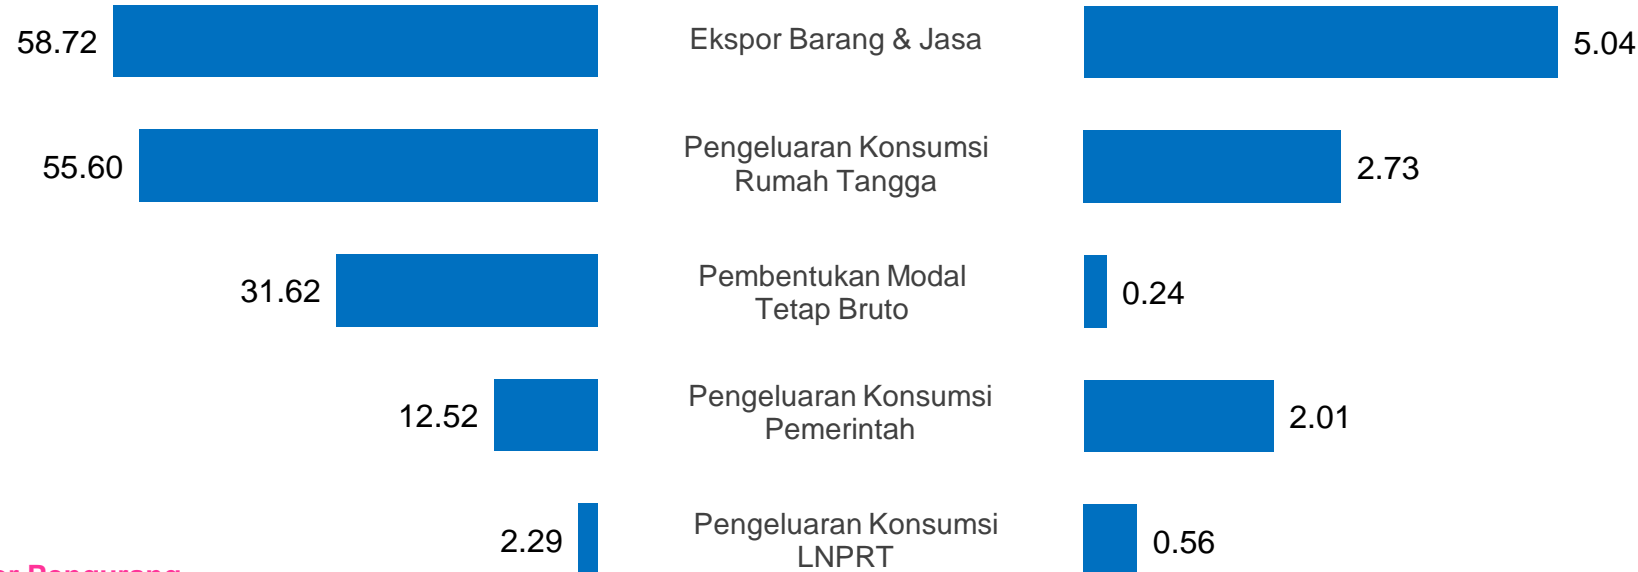 58.72
Ekspor Barang & Jasa
5.04
55.60
Pengeluaran Konsumsi
Rumah Tangga
2.73
31.62
Pembentukan Modal
Tetap Bruto
0.24
12.52
Pengeluaran Konsumsi
Pemerintah
2.01
2.29
Pengeluaran Konsumsi
LNPRT
0.56